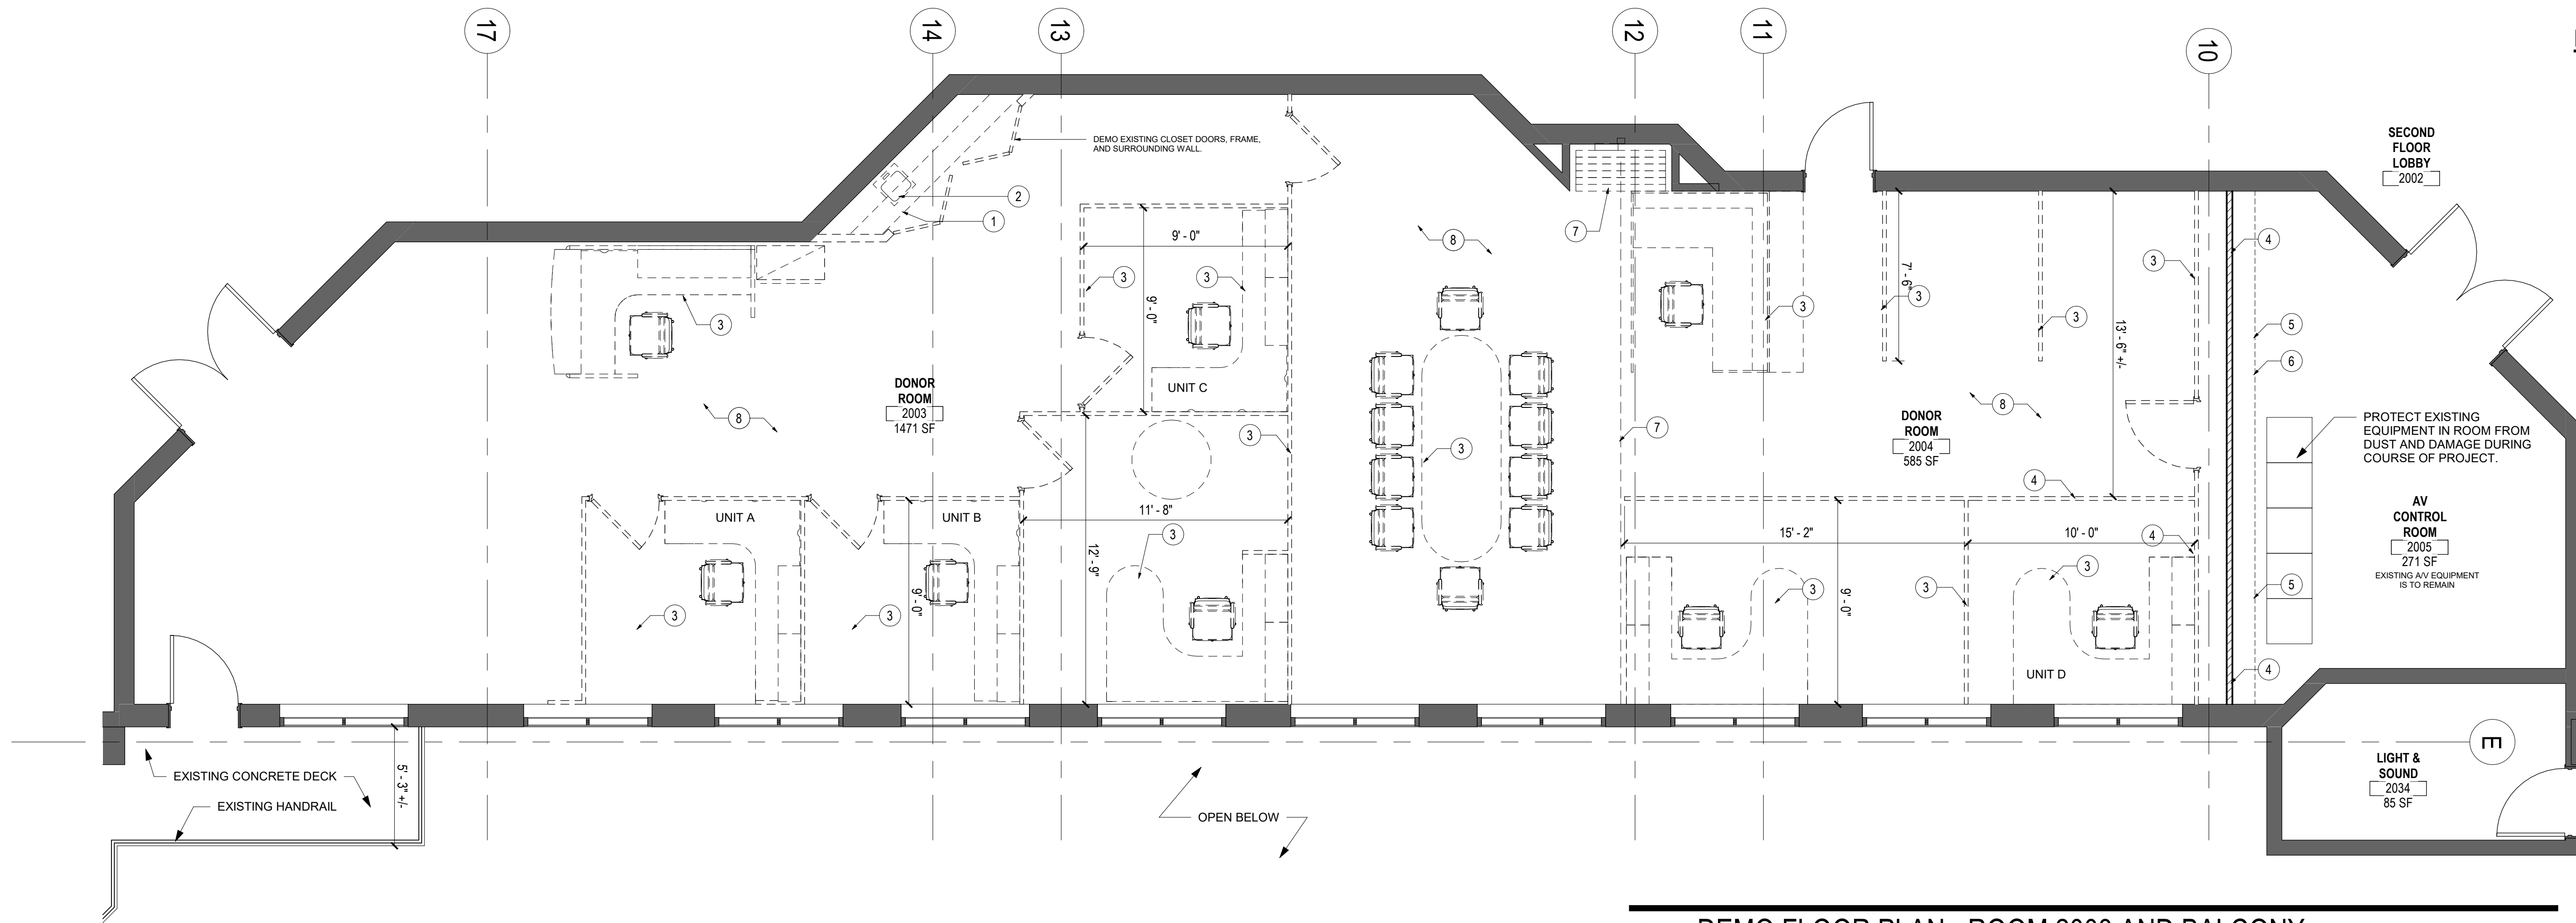 17
14
13
12
11
10
SECOND
FLOOR
LOBBY
2002
DEMO EXISTING CLOSET DOORS, FRAME,
AND SURROUNDING WALL.
2
1
7
8
4
9' - 0"
3
3
9' - 0"
UNIT C
3
7' - 6"
3
3
3
3
13' - 6" +/-
5
6
DONOR
ROOM
2003
1471 SF
8
3
3
7
8
DONOR
ROOM
2004
585 SF
4
PROTECT EXISTING
EQUIPMENT IN ROOM FROM
DUST AND DAMAGE DURING
COURSE OF PROJECT.
AV
CONTROL
ROOM
2005
271 SF
EXISTING A/V EQUIPMENT
IS TO REMAIN
UNIT A
UNIT B
11' - 8"
3
12' - 9"
9' - 0"
3
3
15' - 2"
10' - 0"
4
3
3
3
9' - 0"
5
UNIT D
4
E
EXISTING CONCRETE DECK
EXISTING HANDRAIL
5' - 3" +/-
OPEN BELOW
LIGHT &
SOUND
2034
85 SF